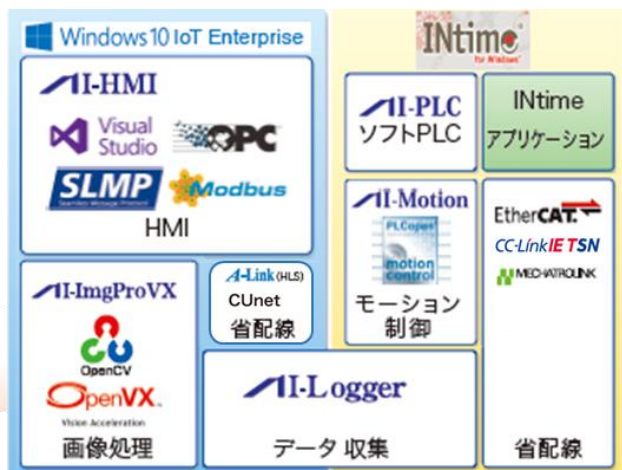 Windows10 IoT Enterprise
AI-HMI
Visual
Studio
OPC
SLMP
Seamless Message Protocol
Modbus
HMI
AI-ImgProVX
OpenCV
OpenVX
Vision Acceleration
画像処理
A-Link (HLS)
CUnet
省配線
AI-Logger
データ収集
INtime
for Windows
AI-PLC
ソフトPLC
INtime
アプリケーション
AI-Motion
PLCopen
motion
control
モーション
制御
EtherCAT
CC-Link IE TSN
MECHATROLINK
省配線